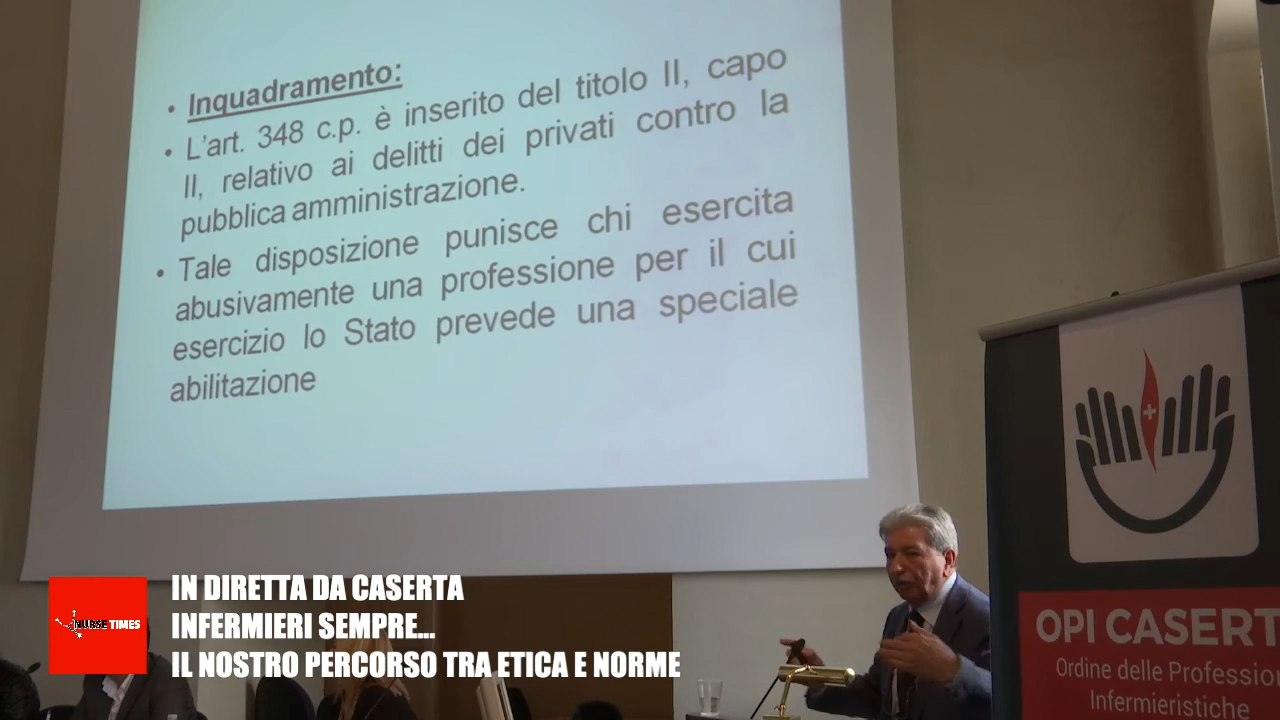 Inquadramento:
L'art. 348 c.p. è inserito del titolo II, capo
II, relativo ai delitti dei privati contro la
pubblica amministrazione.
Tale disposizione punisce chi esercita
abusivamente una professione per il cui
esercizio lo Stato prevede una speciale
abilitazione
NURSE TIMES
IN DIRETTA DA CASERTA
INFERMIERI SEMPRE...
IL NOSTRO PERCORSO TRA ETICA E NORME
OPI CASERT
Ordine delle Profession
Infermieristiche